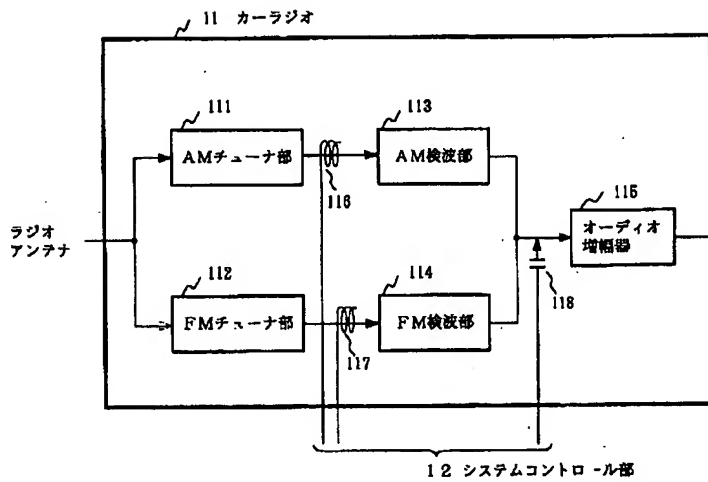 11 カーラジオ
111
113
AMチューナ部
AM検波部
116
115
ラジオ
アンテナ
オーディオ
増幅器
112
114
118
FMチューナ部
FM検波部
117
12 システムコントロール部